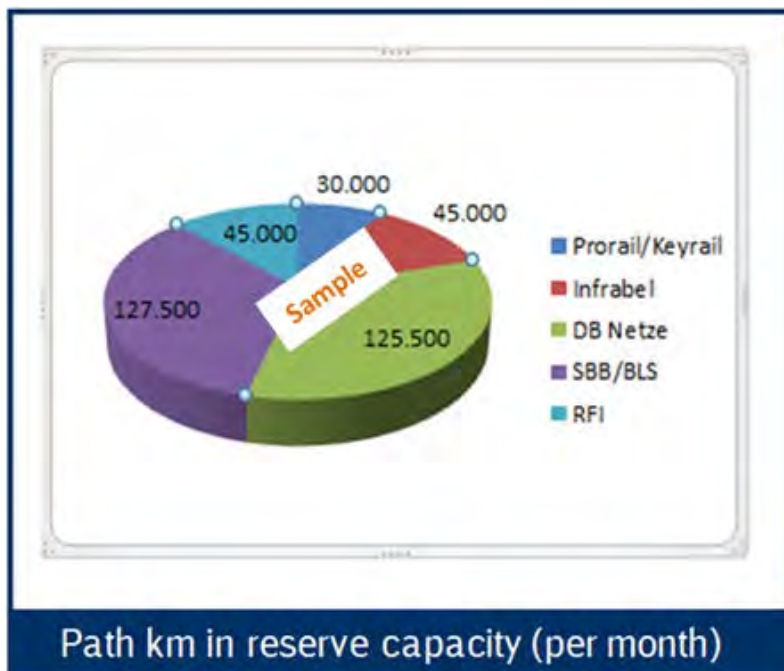 30.000
45.000
45.000
Sample
127.500
125.500
Prorail/Keyrail
Infrabel
DB Netze
SBB/BLS
RFI
Path km in reserve capacity (per month)